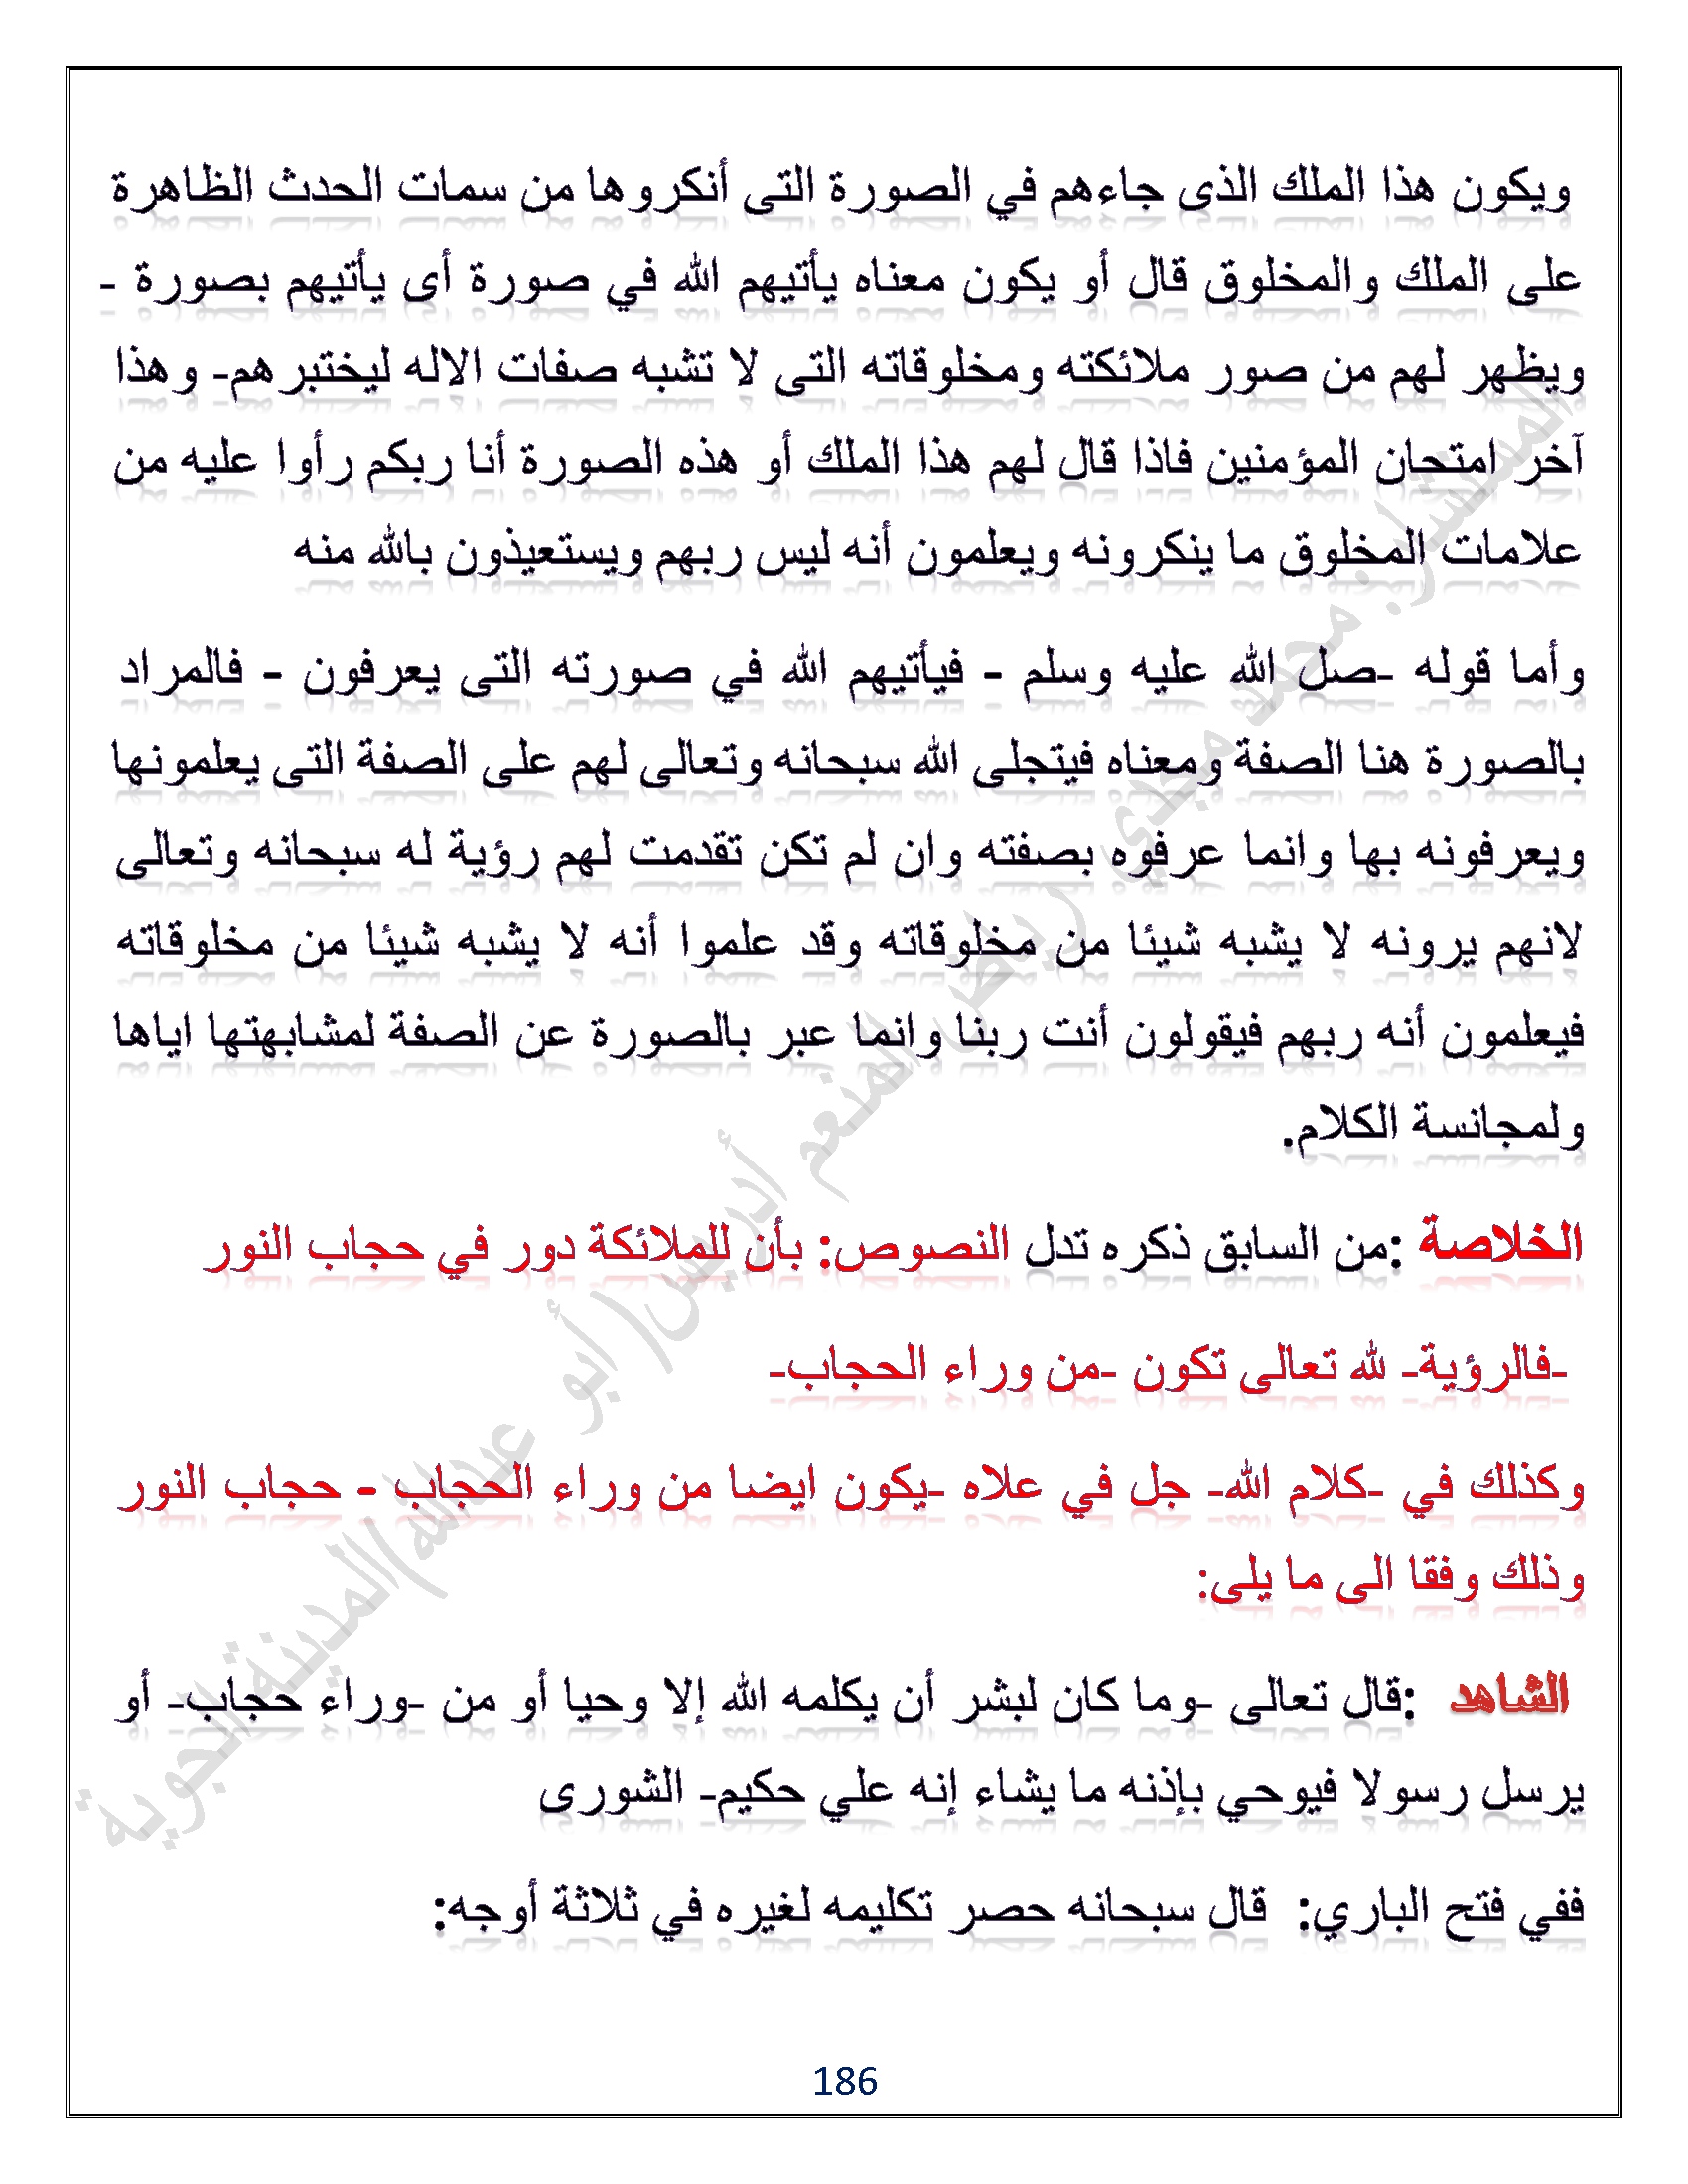 ويكون هذا الملك الذى جاءهم في الصورة التى أنكروها من سمات الحدث الظاهرة
على الملك والمخلوق قال أو يكون معناه يأتيهم الله في صورة أى يأتيهم بصورة -
ويظهر لهم من صور ملائكته ومخلوقاته التى لا تشبه صفات الاله ليختبرهم- وهذا
آخر امتحان المؤمنين فاذا قال لهم هذا الملك أو هذه الصورة أنا ربكم رأوا عليه من
علامات المخلوق ما ينكرونه ويعلمون أنه ليس ربهم ويستعيذون بالله منه
وأما قوله -صل الله عليه وسلم - فيأتيهم الله في صورته التى يعرفون - فالمراد
بالصورة هنا الصفة ومعناه فيتجلى الله سبحانه وتعالى لهم على الصفة التى يعلمونها
ويعرفونه بها وانما عرفوه بصفته وان لم تكن تقدمت لهم رؤية له سبحانه وتعالى
لانهم يرونه لا يشبه شيئا من مخلوقاته وقد علموا أنه لا يشبه شيئا من مخلوقاته
فيعلمون أنه ربهم فيقولون أنت ربنا وانما عبر بالصورة عن الصفة لمشابهتها اياها
ولمجانسة الكلام.
الخلاصة :من السابق ذكره تدل النصوص: بأن للملائكة دور في حجاب النور
-فالرؤية- لله تعالى تكون -من وراء الحجاب-
وكذلك في -كلام الله- جل في علاه -يكون ايضا من وراء الحجاب - حجاب النور
وذلك وفقا الى ما يلى:
الشاهد :قال تعالى -وما كان لبشر أن يكلمه الله إلا وحيا أو من -وراء حجاب- أو
يرسل رسولا فيوحي بإذنه ما يشاء إنه علي حكيم- الشورى
ففي فتح الباري: قال سبحانه حصر تكليمه لغيره في ثلاثة أوجه:
186
المستشار: محمد مجدي رياض المنعم أدريس( أبو عبدالله)المدينة الجوية